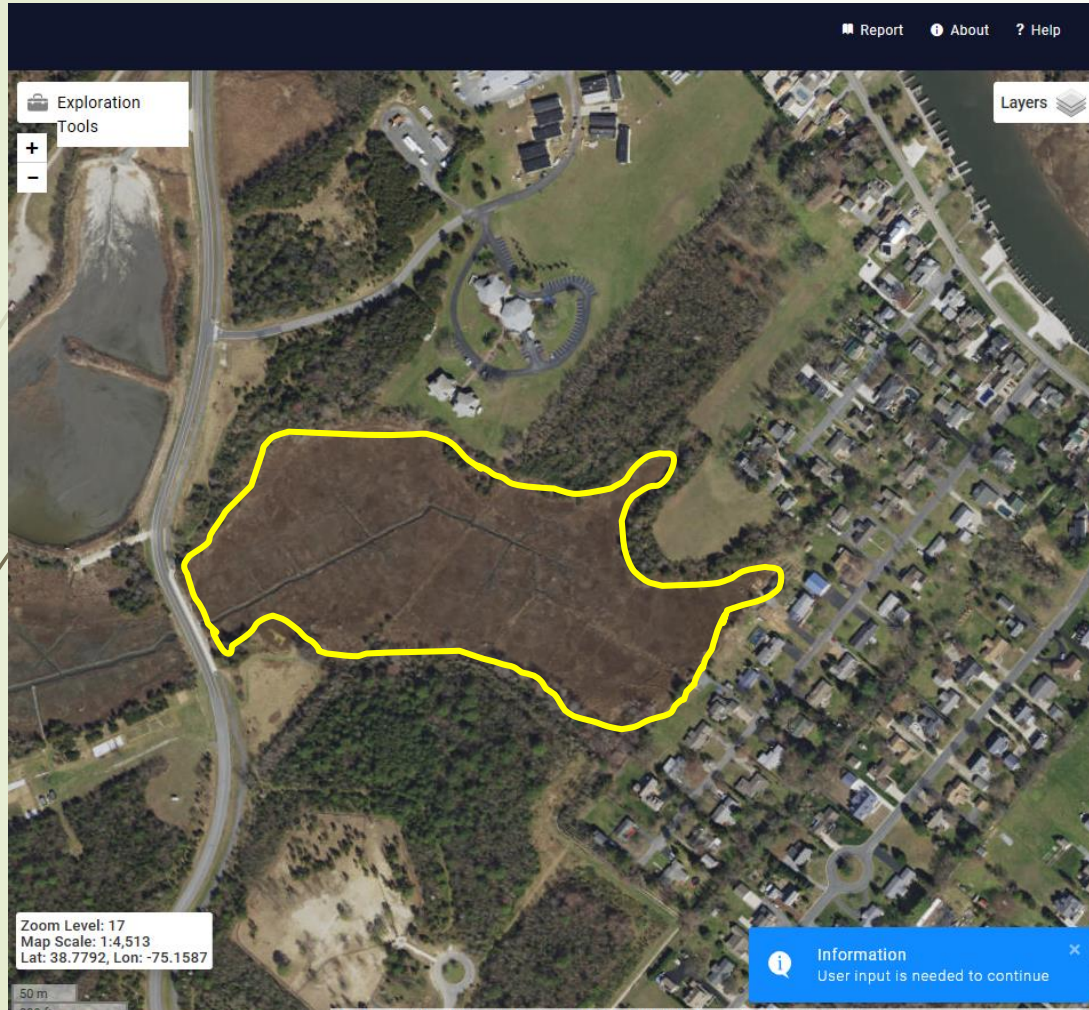 Report About ? Help
Exploration
Tools
Layers
+
−
Zoom Level: 17
Map Scale: 1:4,513
Lat: 38.7792, Lon: -75.1587
50 m
Information
User input is needed to continue
×